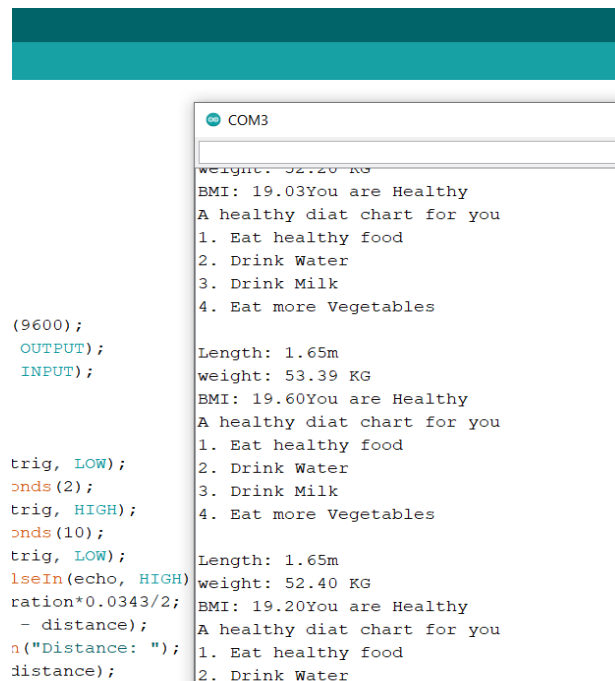 COM3
weight: 52.20 KG
BMI: 19.03You are Healthy
A healthy diat chart for you
1. Eat healthy food
2. Drink Water
3. Drink Milk
4. Eat more Vegetables
Length: 1.65m
weight: 53.39 KG
BMI: 19.60You are Healthy
A healthy diat chart for you
1. Eat healthy food
2. Drink Water
3. Drink Milk
4. Eat more Vegetables
Length: 1.65m
weight: 52.40 KG
BMI: 19.20You are Healthy
A healthy diat chart for you
1. Eat healthy food
2. Drink Water
(9600);
OUTPUT);
INPUT);
trig, LOW);
onds(2);
trig, HIGH);
onds(10);
trig, LOW);
lseIn(echo, HIGH)
ration*0.0343/2;
- distance);
n("Distance: ");
distance);